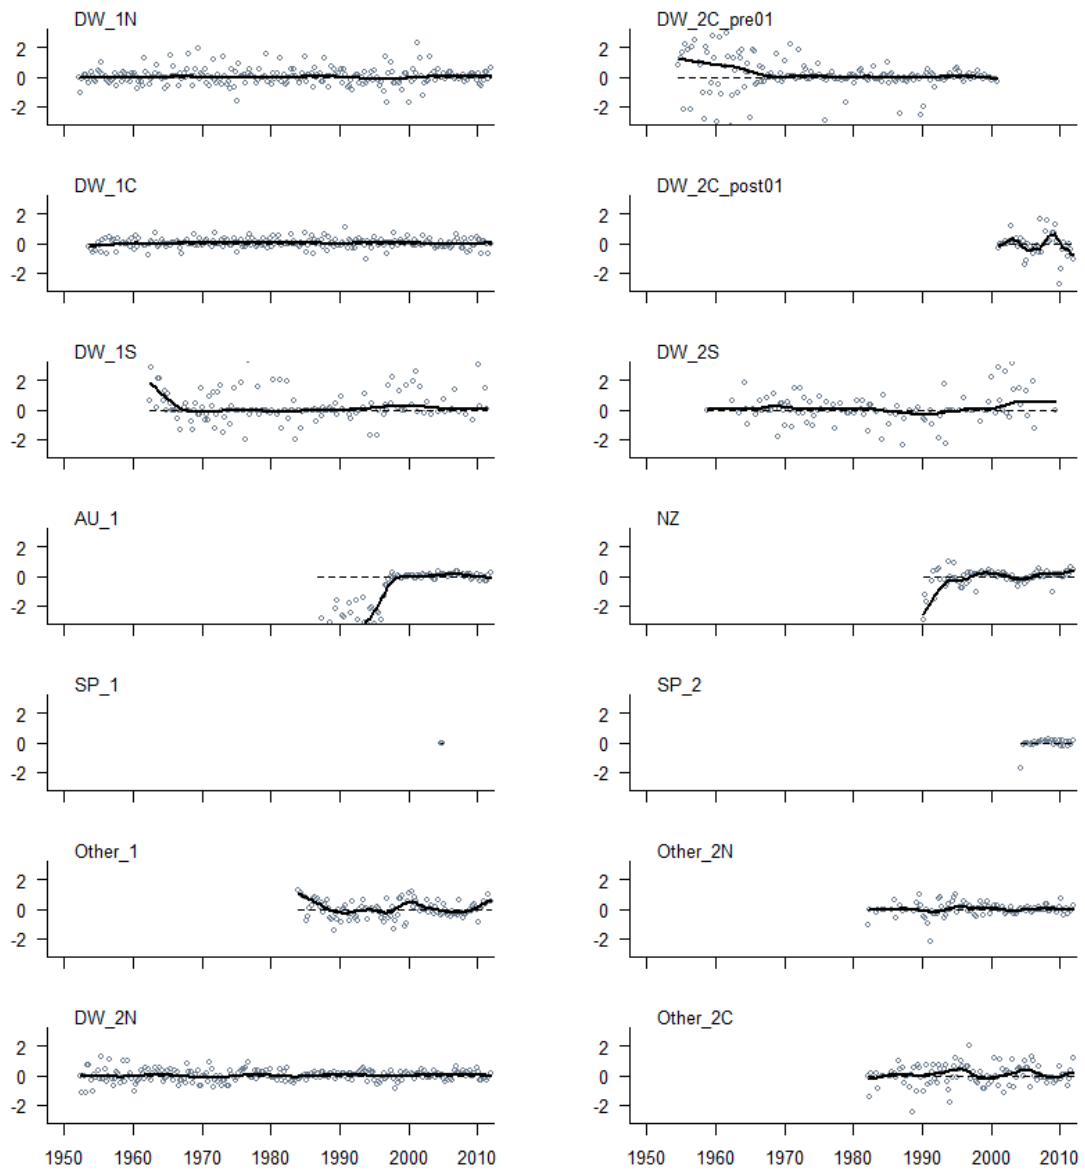 DW_1N DW_2C_pre01
2 2
0 0
-2 -2
DW_1C DW_2C_post01
2 2
0 0
-2 -2
DW_1S DW_2S
2 2
0 0
-2 -2
AU_1 NZ
2 2
0 0
-2 -2
SP_1 SP_2
2 2
0 0
-2 -2
Other_1 Other_2N
2 2
0 0
-2 -2
DW_2N Other_2C
2 2
0 0
-2 -2
1950 1960 1970 1980 1990 2000 2010 1950 1960 1970 1980 1990 2000 2010